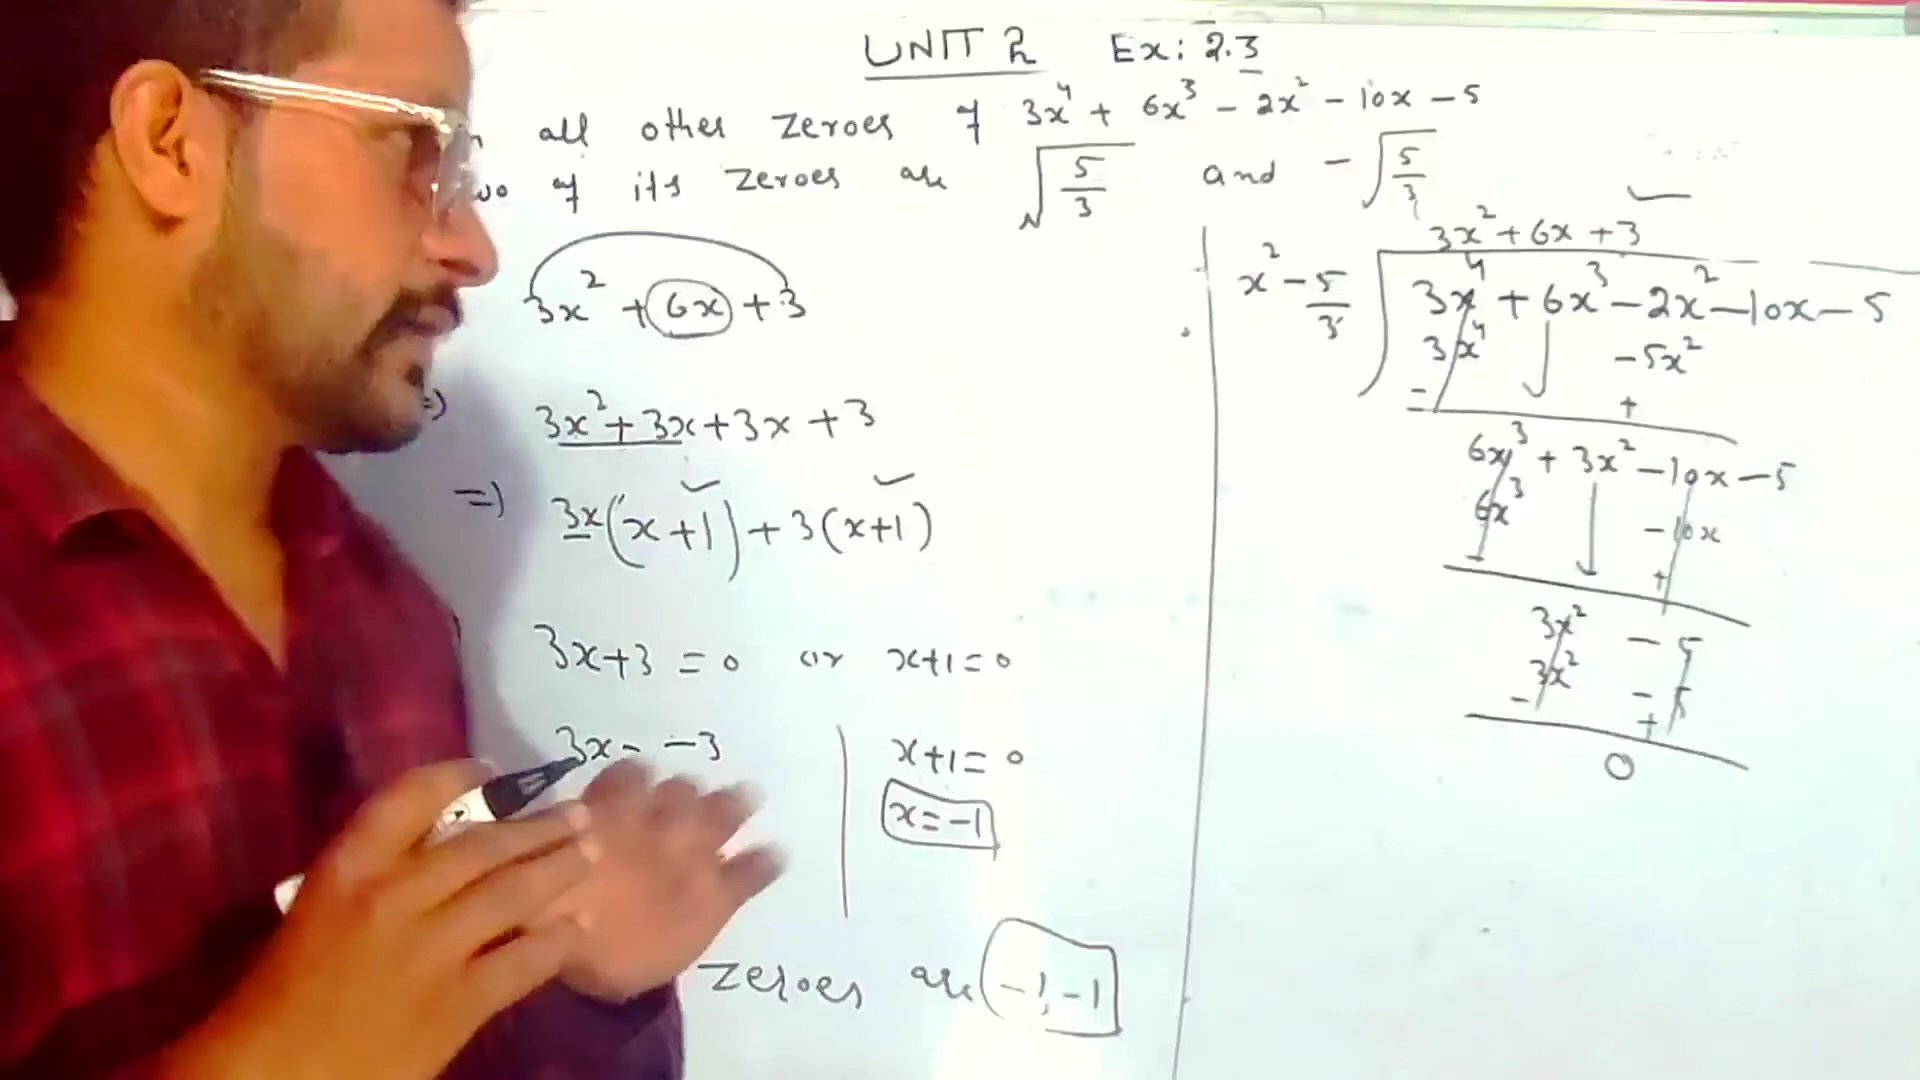 UNIT 2 Ex: 2.3
all other zeroes of 3x⁴ + 6x³ - 2x² - 10x - 5
of its zeroes are √(5/3) and -√(5/3)
3x² + 6x + 3
=> 3x² + 3x + 3x + 3
=> 3x(x+1) + 3(x+1)
3x+3 = 0 or x+1 = 0
3x = -3
x+1 = 0
x = -1
zeroes are -1, -1
3x² + 6x + 3
x² - 5/3
3x⁴ + 6x³ - 2x² - 10x - 5
3x⁴ - 5x²
- +
6x³ + 3x² - 10x - 5
6x³ - 10x
- +
3x² - 5
3x² - 5
- +
0